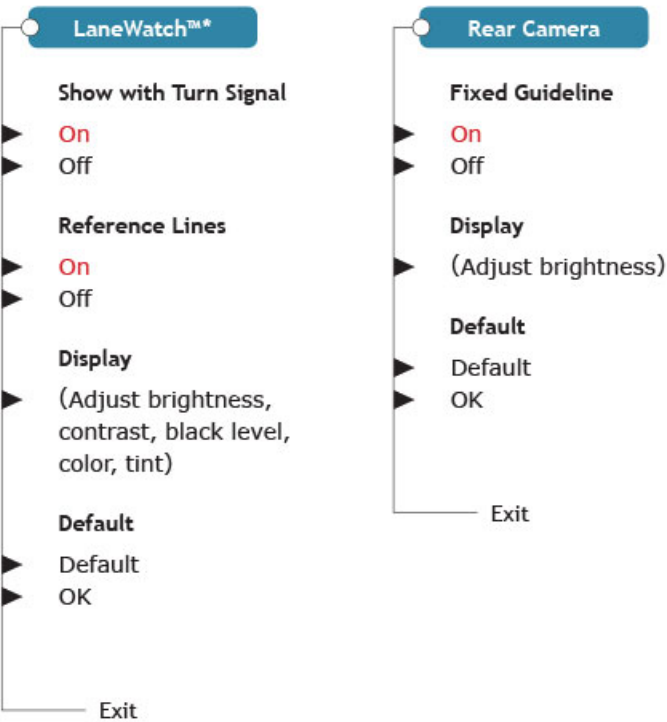 LaneWatch™*
Show with Turn Signal
On
Off
Reference Lines
On
Off
Display
(Adjust brightness,
contrast, black level,
color, tint)
Default
Default
OK
Exit
Rear Camera
Fixed Guideline
On
Off
Display
(Adjust brightness)
Default
Default
OK
Exit